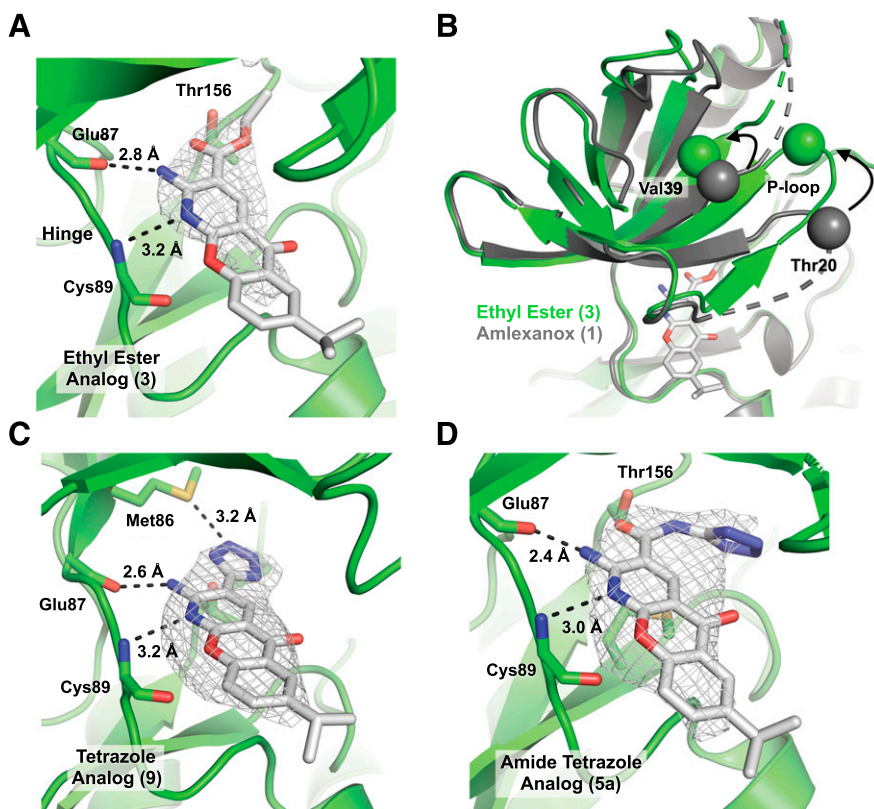 A
Thr156
Glu87
2.8 Å
Hinge
3.2 Å
Cys89
Ethyl Ester
Analog (3)
B
Val39
P-loop
Thr20
Ethyl Ester (3)
Amlexanox (1)
C
Met86
3.2 Å
2.6 Å
Glu87
3.2 Å
Cys89
Tetrazole
Analog (9)
D
Thr156
Glu87
2.4 Å
3.0 Å
Cys89
Amide Tetrazole
Analog (5a)